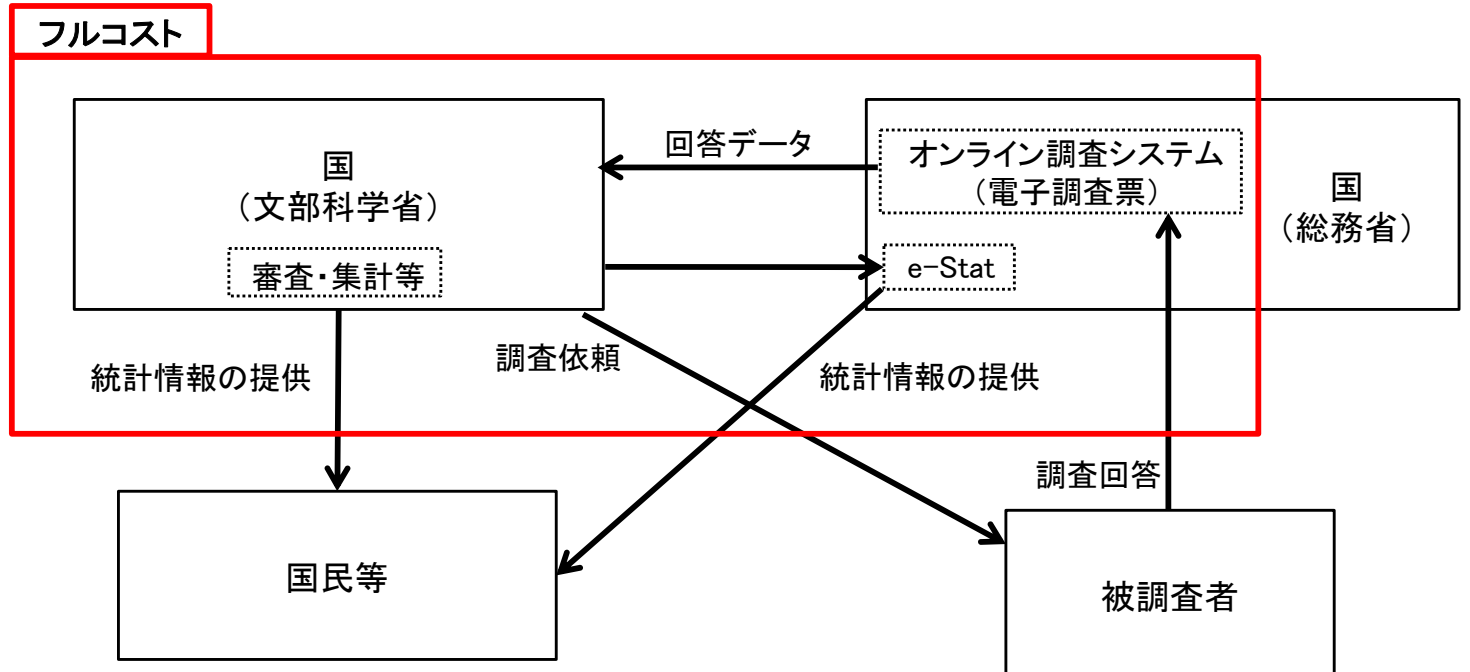 フルコスト
国
（文部科学省）
審査・集計等
回答データ
オンライン調査システム
（電子調査票）
e-Stat
国
（総務省）
統計情報の提供
調査依頼
統計情報の提供
調査回答
国民等
被調査者